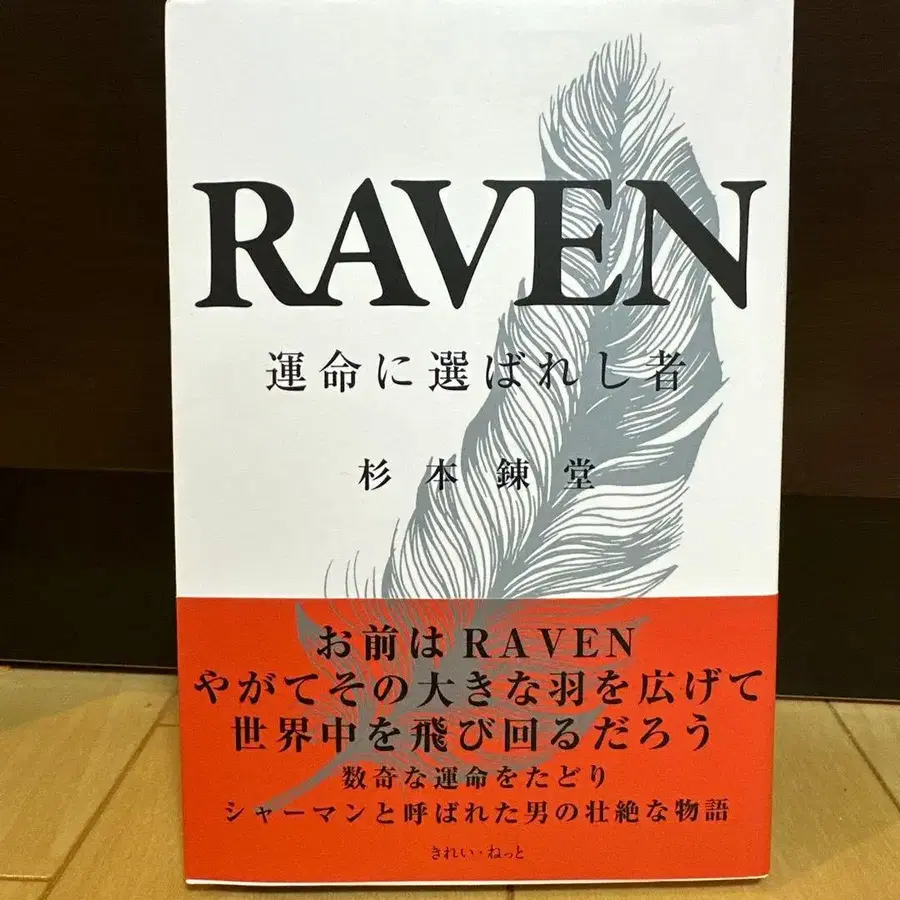 RAVEN
運命に選ばれし者
杉本錬堂
お前はRAVEN
やがてその大きな羽を広げて
世界中を飛び回るだろう
数奇な運命をたどり
シャーマンと呼ばれた男の壮絶な物語
きれい・ねっと